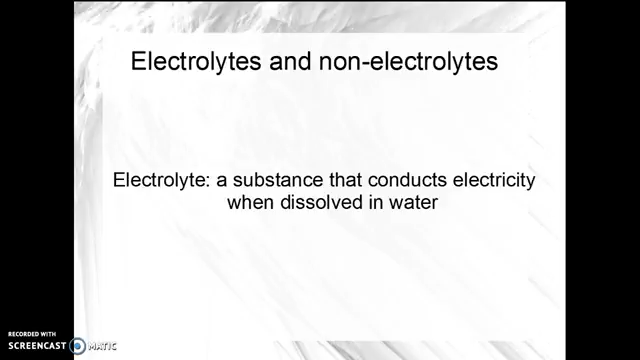 Electrolytes and non-electrolytes
Electrolyte: a substance that conducts electricity
when dissolved in water
RECORDED WITH
SCREENCAST MATIC